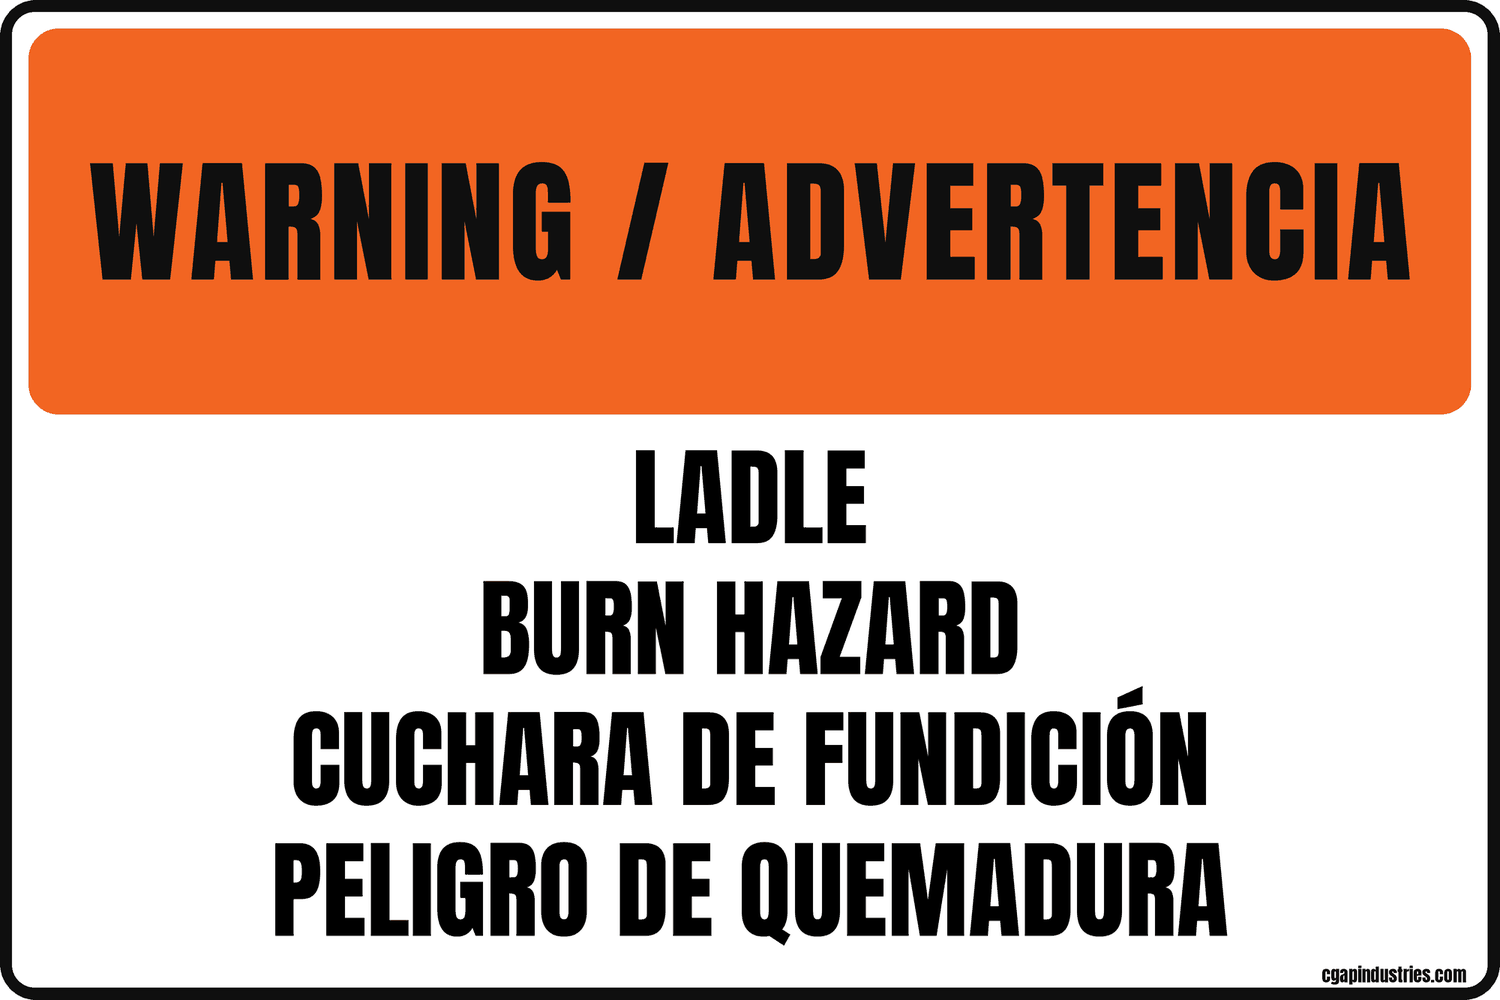 WARNING / ADVERTENCIA
LADLE
BURN HAZARD
CUCHARA DE FUNDICIÓN
PELIGRO DE QUEMADURA
cgapindustries.com